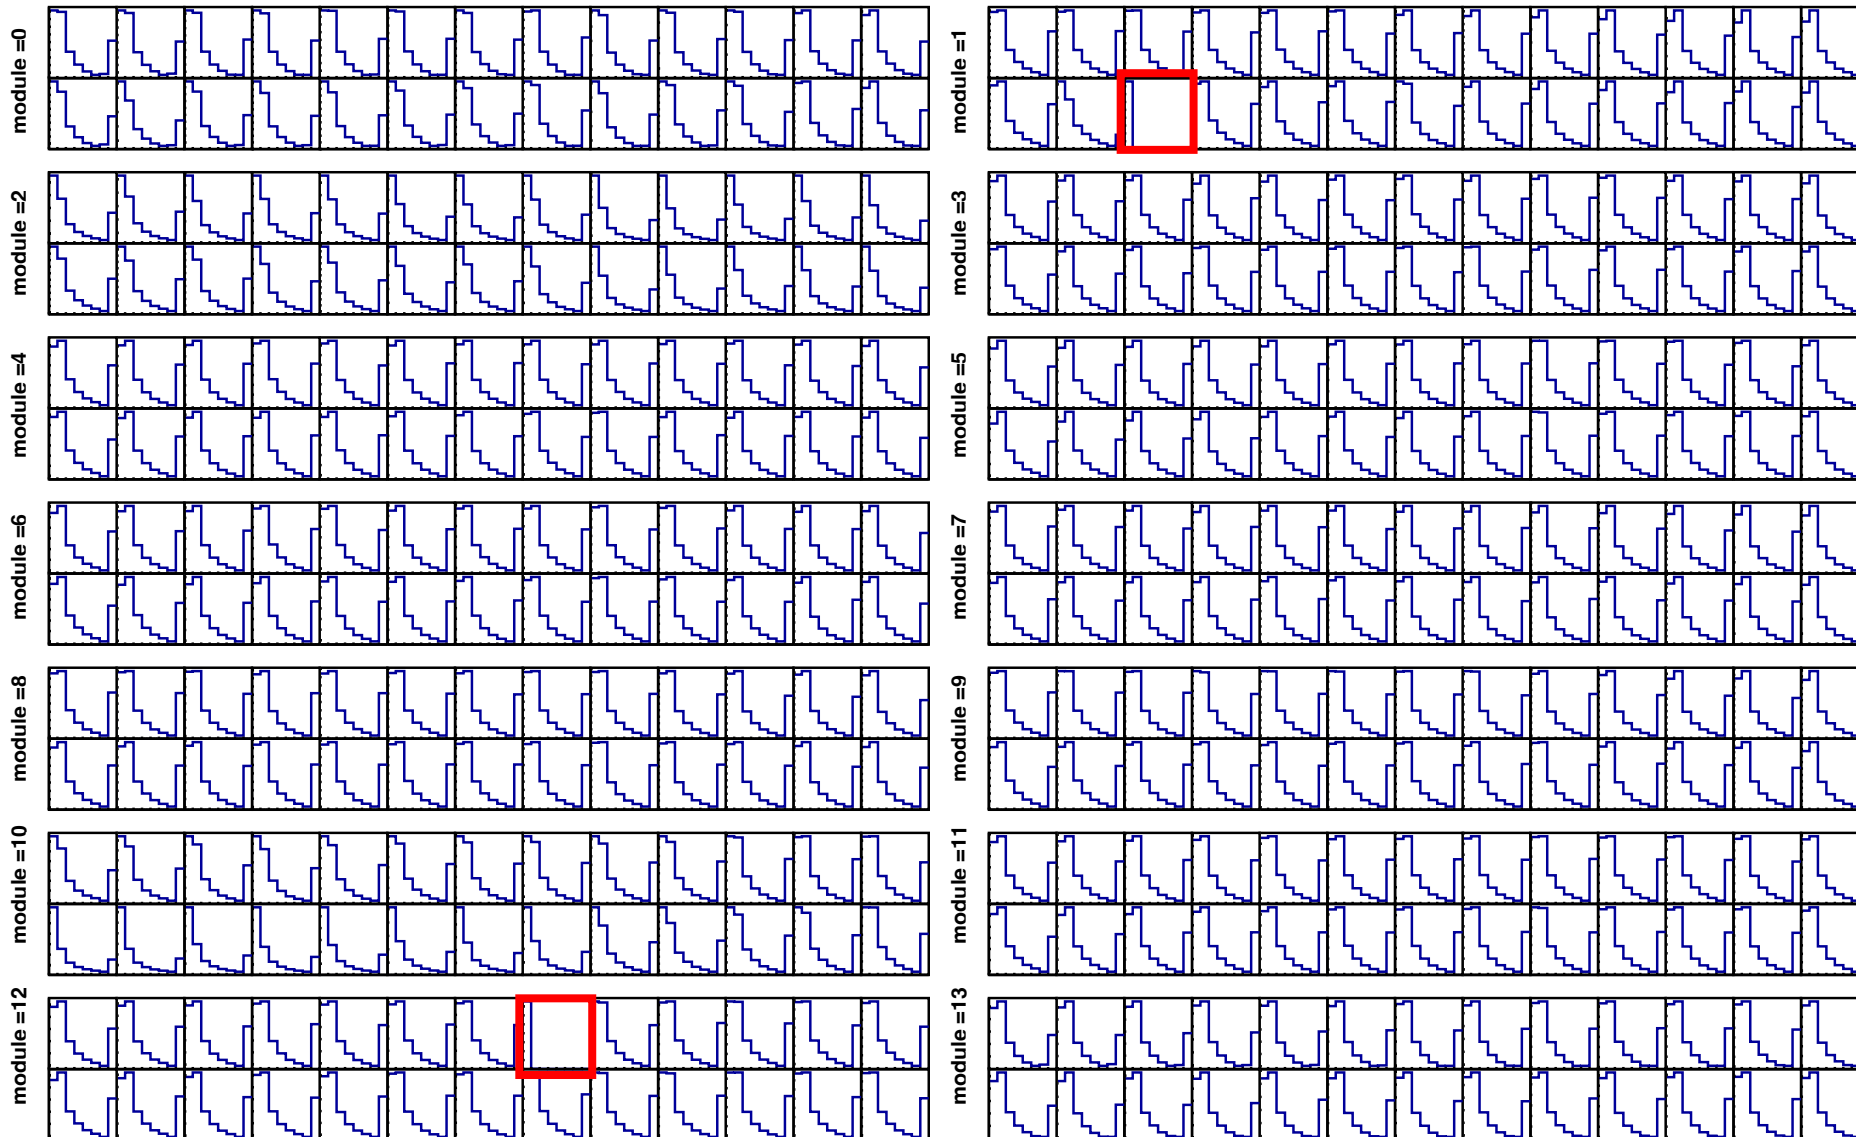 module =0
module =1
module =2
module =3
module =4
module =5
module =6
module =7
module =8
module =9
module =10
module =11
module =12
module =13